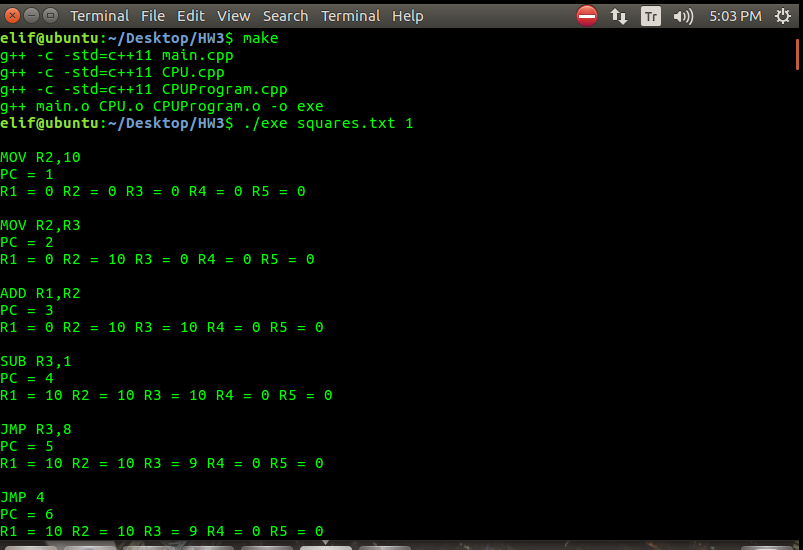 Terminal File Edit View Search Terminal Help Tr 5:03 PM
elif@ubuntu:~/Desktop/HW3$ make
g++ -c -std=c++11 main.cpp
g++ -c -std=c++11 CPU.cpp
g++ -c -std=c++11 CPUProgram.cpp
g++ main.o CPU.o CPUProgram.o -o exe
elif@ubuntu:~/Desktop/HW3$ ./exe squares.txt 1
MOV R2,10
PC = 1
R1 = 0 R2 = 0 R3 = 0 R4 = 0 R5 = 0
MOV R2,R3
PC = 2
R1 = 0 R2 = 10 R3 = 0 R4 = 0 R5 = 0
ADD R1,R2
PC = 3
R1 = 0 R2 = 10 R3 = 10 R4 = 0 R5 = 0
SUB R3,1
PC = 4
R1 = 10 R2 = 10 R3 = 10 R4 = 0 R5 = 0
JMP R3,8
PC = 5
R1 = 10 R2 = 10 R3 = 9 R4 = 0 R5 = 0
JMP 4
PC = 6
R1 = 10 R2 = 10 R3 = 9 R4 = 0 R5 = 0